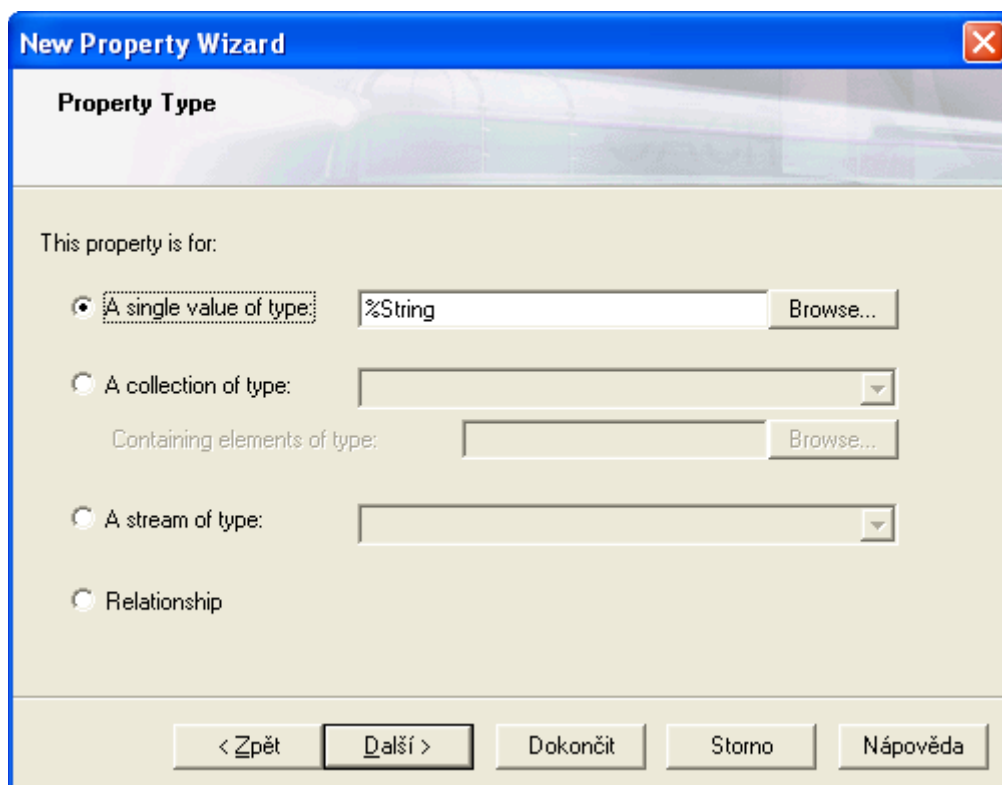 New Property Wizard
Property Type
This property is for:
A single value of type: %String Browse...
A collection of type:
Containing elements of type: Browse...
A stream of type:
Relationship
< Zpět Další > Dokončit Storno Nápověda